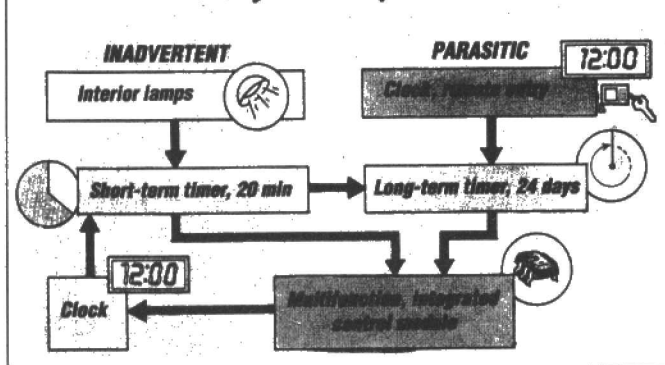 INADVERTENT
PARASITIC
12:00
Interior lamps
Clock, remote entry
Short-term timer, 20 min
Long-term timer, 24 days
12:00
Clock
Multifunction, integrated
control module